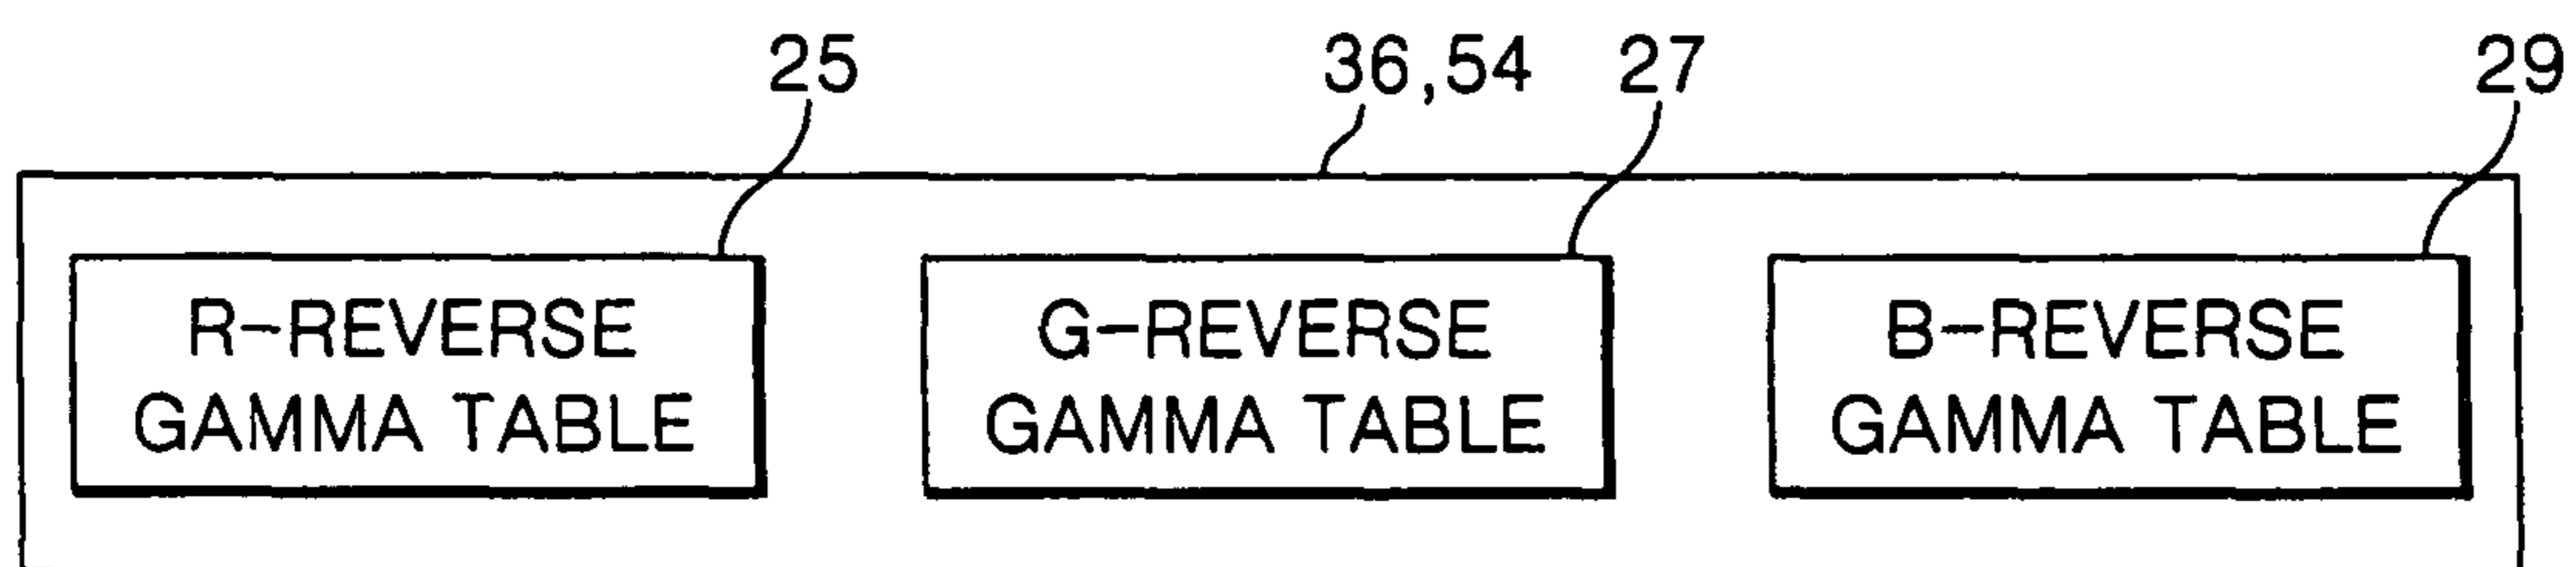 25 36,54 27 29
R-REVERSE GAMMA TABLE
G-REVERSE GAMMA TABLE
B-REVERSE GAMMA TABLE